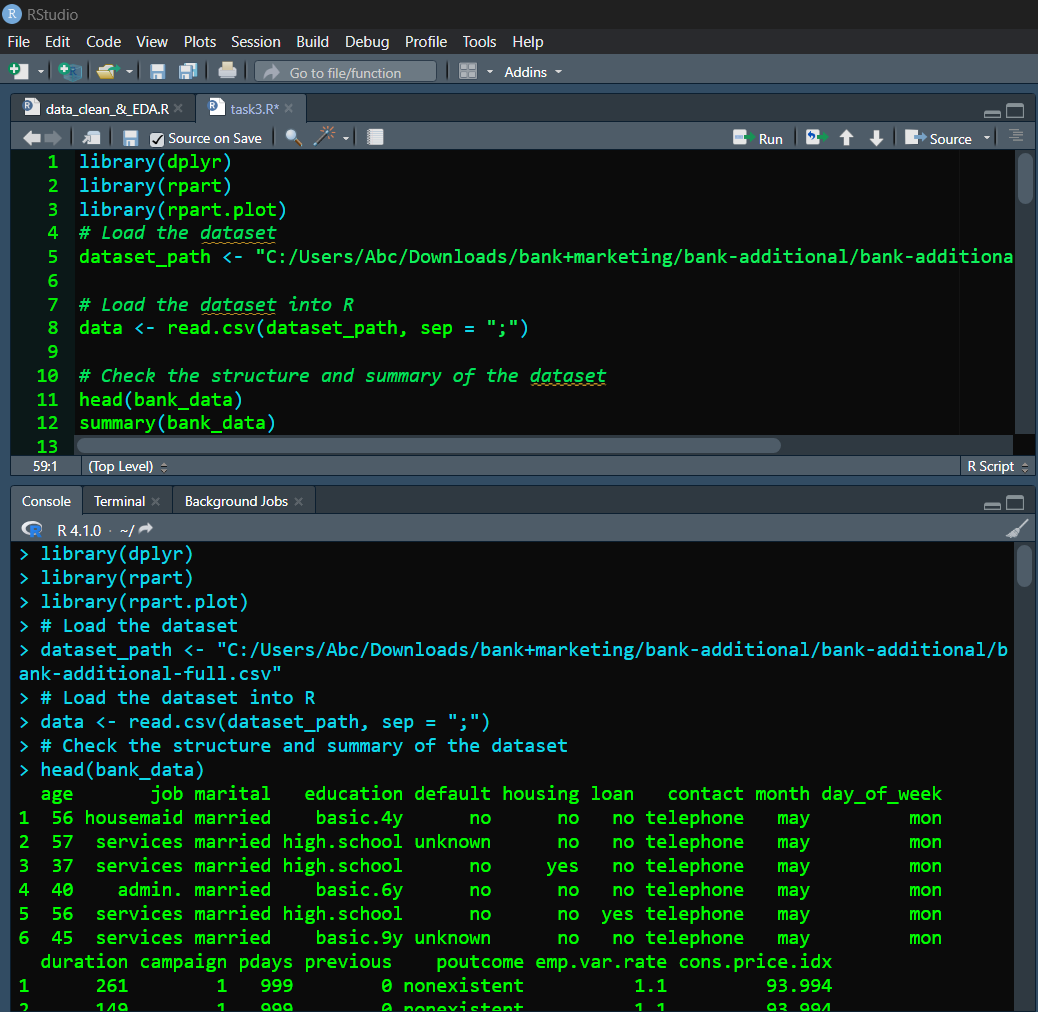 R RStudio
File Edit Code View Plots Session Build Debug Profile Tools Help
Go to file/function Addins
data_clean_&_EDA.R task3.R*
Source on Save Run Source
1 library(dplyr)
2 library(rpart)
3 library(rpart.plot)
4 # Load the dataset
5 dataset_path <- "C:/Users/Abc/Downloads/bank+marketing/bank-additional/bank-additiona
6
7 # Load the dataset into R
8 data <- read.csv(dataset_path, sep = ";")
9
10 # Check the structure and summary of the dataset
11 head(bank_data)
12 summary(bank_data)
13
59:1 (Top Level) R Script
Console Terminal Background Jobs
R R 4.1.0 · ~/
> library(dplyr)
> library(rpart)
> library(rpart.plot)
> # Load the dataset
> dataset_path <- "C:/Users/Abc/Downloads/bank+marketing/bank-additional/bank-additional/b
ank-additional-full.csv"
> # Load the dataset into R
> data <- read.csv(dataset_path, sep = ";")
> # Check the structure and summary of the dataset
> head(bank_data)
age job marital education default housing loan contact month day_of_week
1 56 housemaid married basic.4y no no no telephone may mon
2 57 services married high.school unknown no no telephone may mon
3 37 services married high.school no yes no telephone may mon
4 40 admin. married basic.6y no no no telephone may mon
5 56 services married high.school no no yes telephone may mon
6 45 services married basic.9y unknown no no telephone may mon
duration campaign pdays previous poutcome emp.var.rate cons.price.idx
1 261 1 999 0 nonexistent 1.1 93.994
2 149 1 999 0 nonexistent 1.1 93.994